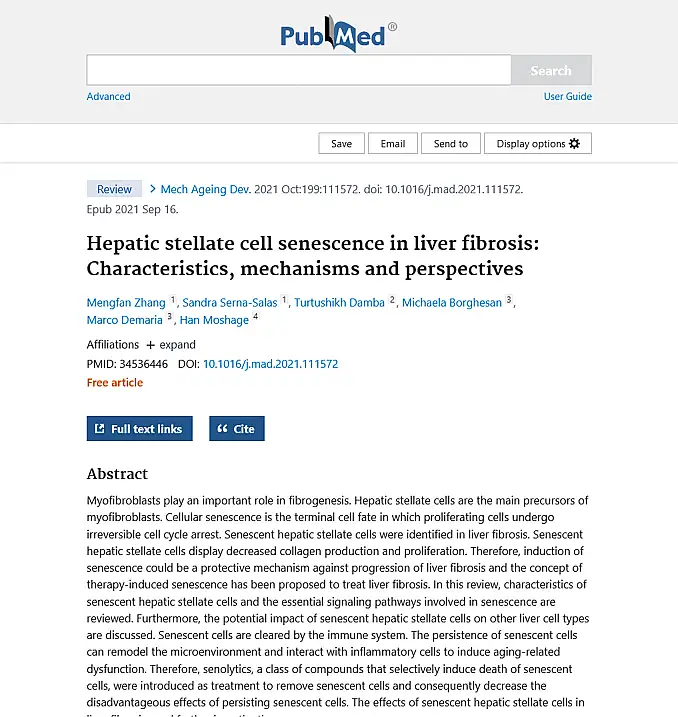 PubMed®
Search
Advanced
User Guide
Save
Email
Send to
Display options
Review
Mech Ageing Dev. 2021 Oct:199:111572. doi: 10.1016/j.mad.2021.111572.
Epub 2021 Sep 16.
Hepatic stellate cell senescence in liver fibrosis:
Characteristics, mechanisms and perspectives
Mengfan Zhang 1, Sandra Serna-Salas 1, Turtushikh Damba 2, Michaela Borghesan 3,
Marco Demaria 3, Han Moshage 4
Affiliations + expand
PMID: 34536446 DOI: 10.1016/j.mad.2021.111572
Free article
Full text links
Cite
Abstract
Myofibroblasts play an important role in fibrogenesis. Hepatic stellate cells are the main precursors of
myofibroblasts. Cellular senescence is the terminal cell fate in which proliferating cells undergo
irreversible cell cycle arrest. Senescent hepatic stellate cells were identified in liver fibrosis. Senescent
hepatic stellate cells display decreased collagen production and proliferation. Therefore, induction of
senescence could be a protective mechanism against progression of liver fibrosis and the concept of
therapy-induced senescence has been proposed to treat liver fibrosis. In this review, characteristics of
senescent hepatic stellate cells and the essential signaling pathways involved in senescence are
reviewed. Furthermore, the potential impact of senescent hepatic stellate cells on other liver cell types
are discussed. Senescent cells are cleared by the immune system. The persistence of senescent cells
can remodel the microenvironment and interact with inflammatory cells to induce aging-related
dysfunction. Therefore, senolytics, a class of compounds that selectively induce death of senescent
cells, were introduced as treatment to remove senescent cells and consequently decrease the
disadvantageous effects of persisting senescent cells. The effects of senescent hepatic stellate cells in